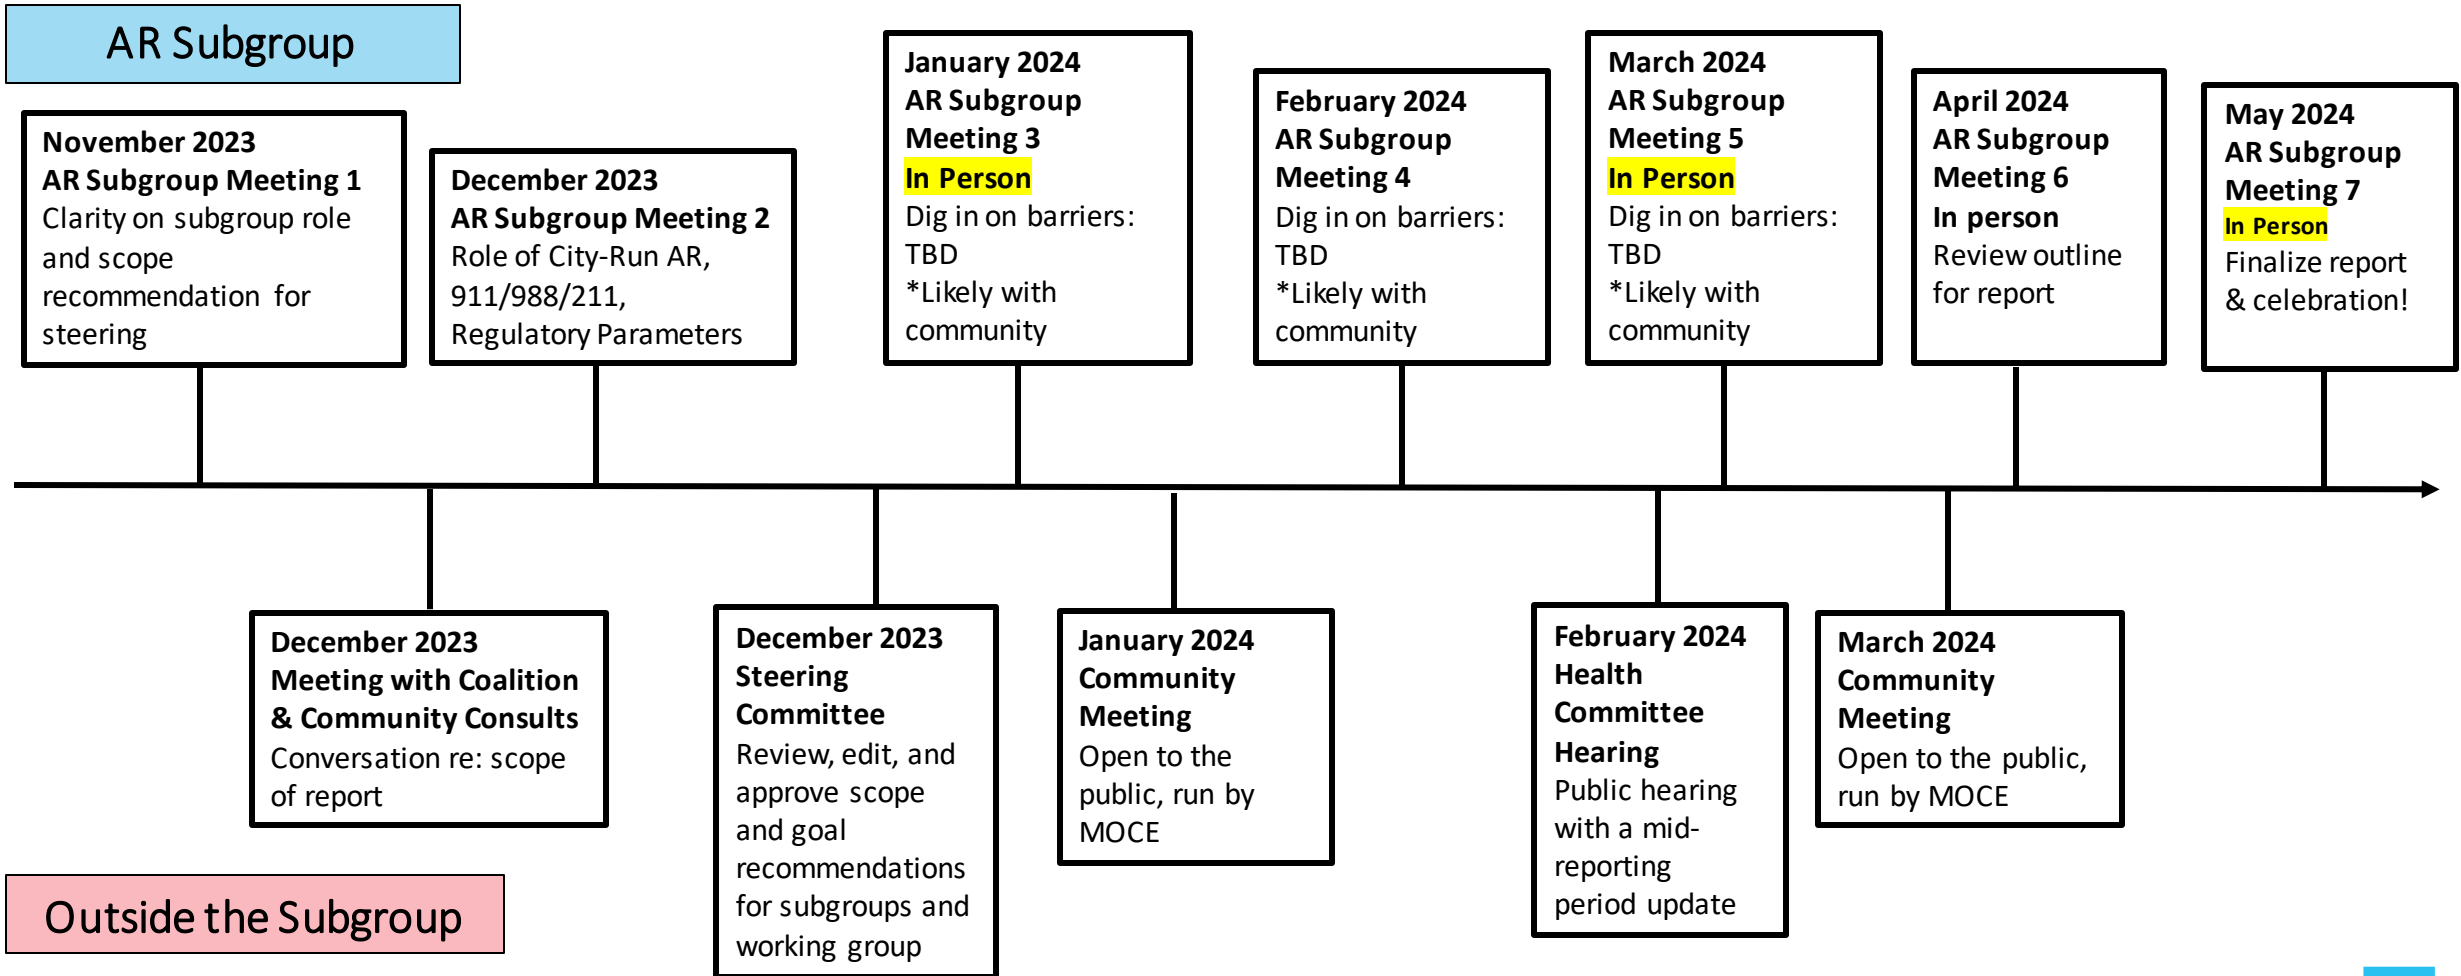 AR Subgroup
November 2023
AR Subgroup Meeting 1
Clarity on subgroup role
and scope
recommendation for
steering
December 2023
AR Subgroup Meeting 2
Role of City-Run AR,
911/988/211,
Regulatory Parameters
January 2024
AR Subgroup
Meeting 3
In Person
Dig in on barriers:
TBD
*Likely with
community
February 2024
AR Subgroup
Meeting 4
Dig in on barriers:
TBD
*Likely with
community
March 2024
AR Subgroup
Meeting 5
In Person
Dig in on barriers:
TBD
*Likely with
community
April 2024
AR Subgroup
Meeting 6
In person
Review outline
for report
May 2024
AR Subgroup
Meeting 7
In Person
Finalize report
& celebration!
December 2023
Meeting with Coalition
& Community Consults
Conversation re: scope
of report
December 2023
Steering
Committee
Review, edit, and
approve scope
and goal
recommendations
for subgroups and
working group
January 2024
Community
Meeting
Open to the
public, run by
MOCE
February 2024
Health
Committee
Hearing
Public hearing
with a mid-
reporting
period update
March 2024
Community
Meeting
Open to the public,
run by MOCE
Outside the Subgroup